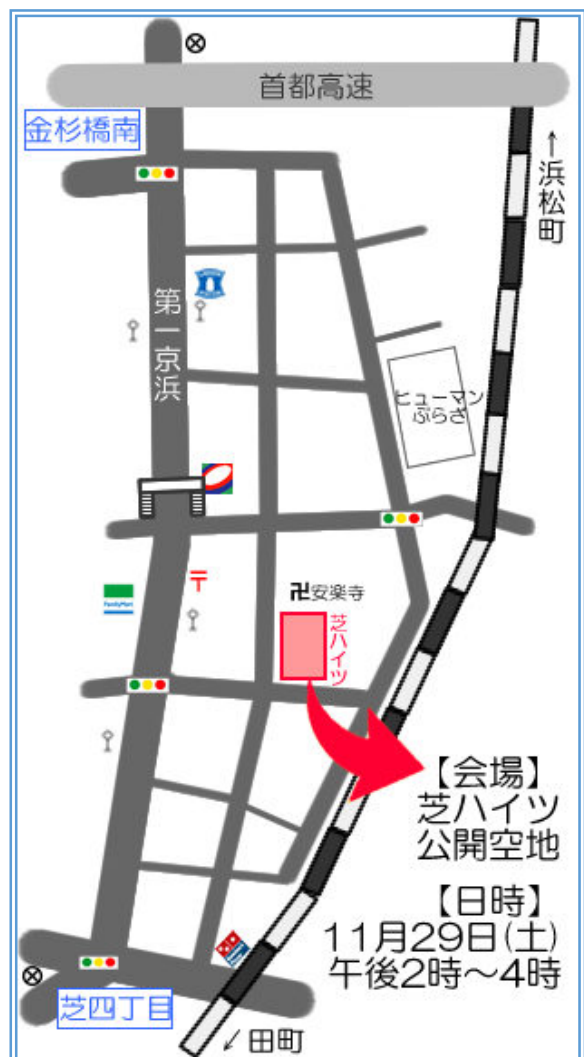 首都高速
金杉橋南
←浜松町
第一京浜
ヒューマン
ぷらざ
〒
FamilyMart
卍安楽寺
芝ハイツ
【会場】
芝ハイツ
公開空地
【日時】
11月29日(土)
午後2時～4時
芝四丁目
↙田町